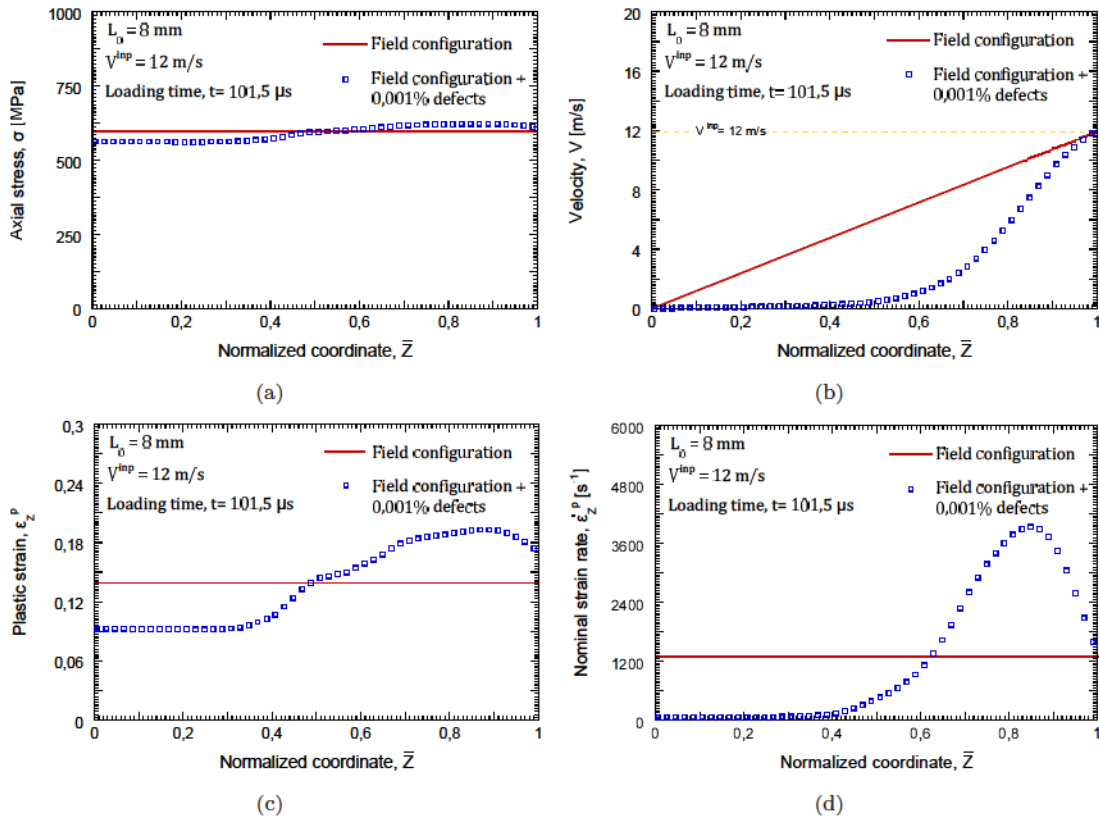 1000
750
500
250
0
Axial stress, σ [MPa]
L₀ = 8 mm
V^inp = 12 m/s
Loading time, t= 101,5 µs
Field configuration
Field configuration +
0,001% defects
0 0,2 0,4 0,6 0,8 1
Normalized coordinate, Z̅
(a)
20
16
12
8
4
0
Velocity, V [m/s]
L₀ = 8 mm
V^inp = 12 m/s
Loading time, t= 101,5 µs
Field configuration
Field configuration +
0,001% defects
V^inp = 12 m/s
0 0,2 0,4 0,6 0,8 1
Normalized coordinate, Z̅
(b)
0,3
0,24
0,18
0,12
0,06
0
Plastic strain, ε_z^p
L₀ = 8 mm
V^inp = 12 m/s
Loading time, t= 101,5 µs
Field configuration
Field configuration +
0,001% defects
0 0,2 0,4 0,6 0,8 1
Normalized coordinate, Z̅
(c)
6000
4800
3600
2400
1200
0
Nominal strain rate, ε̇_z^p [s⁻¹]
L₀ = 8 mm
V^inp = 12 m/s
Loading time, t= 101,5 µs
Field configuration
Field configuration +
0,001% defects
0 0,2 0,4 0,6 0,8 1
Normalized coordinate, Z̅
(d)